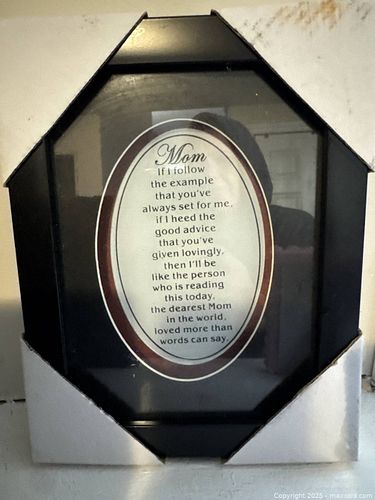 Mom
If I follow
the example
that you've
always set for me,
if I heed the
good advice
that you've
given lovingly,
then I'll be
like the person
who is reading
this today,
the dearest Mom
in the world,
loved more than
words can say.
Copyright 2025 - maxsold.com